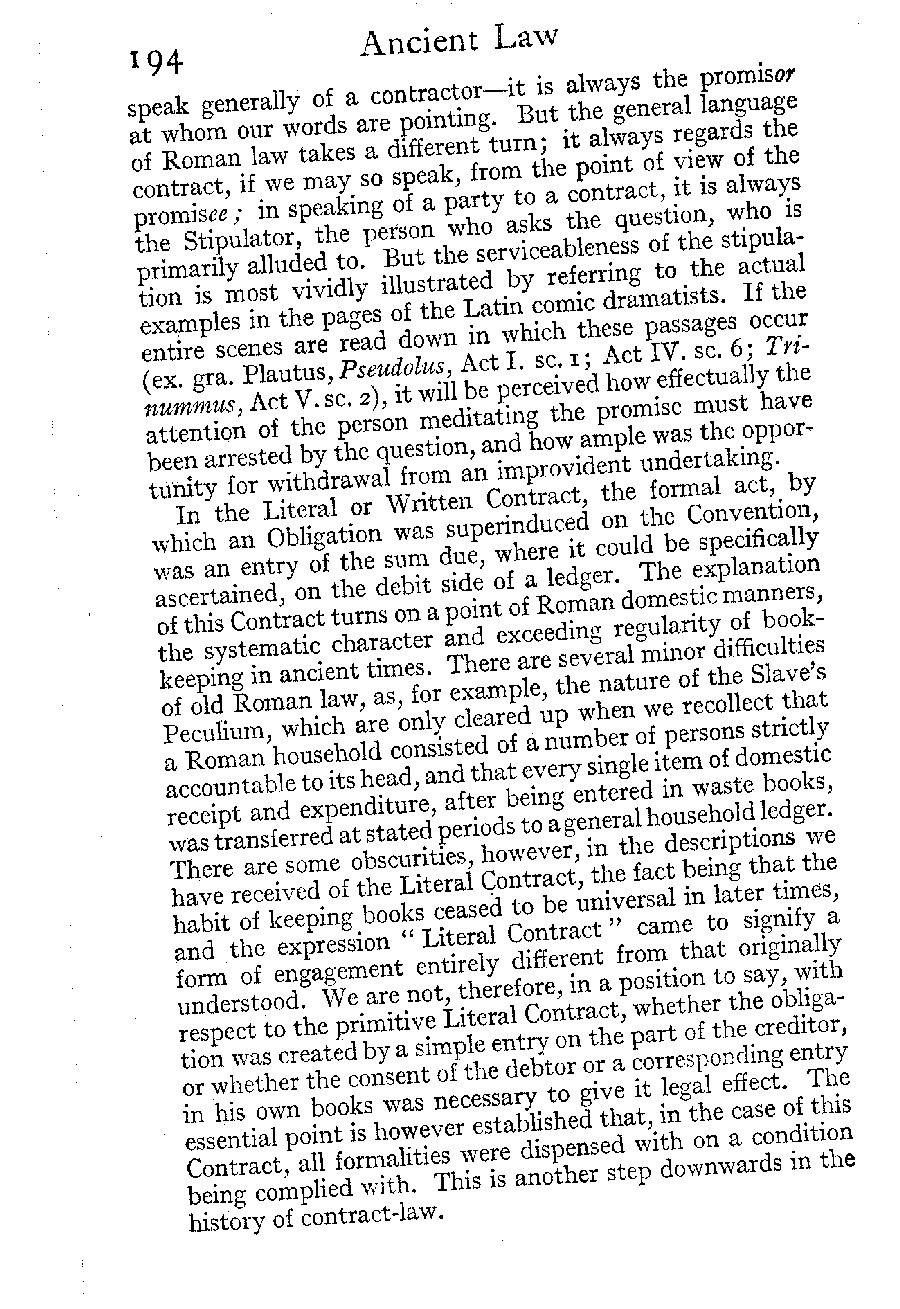 194 Ancient Law
speak generally of a contractor—it is always the promisor
at whom our words are pointing. But the general language
of Roman law takes a different turn; it always regards the
contract, if we may so speak, from the point of view of the
promisee; in speaking of a party to a contract, it is always
the Stipulator, the person who asks the question, who is
primarily alluded to. But the serviceableness of the stipula-
tion is most vividly illustrated by referring to the actual
examples in the pages of the Latin comic dramatists. If the
entire scenes are read down in which these passages occur
(ex. gra. Plautus, Pseudolus, Act I. sc. 1; Act IV. sc. 6; Tri-
nummus, Act V. sc. 2), it will be perceived how effectually the
attention of the person meditating the promise must have
been arrested by the question, and how ample was the oppor-
tunity for withdrawal from an improvident undertaking.
In the Literal or Written Contract, the formal act, by
which an Obligation was superinduced on the Convention,
was an entry of the sum due, where it could be specifically
ascertained, on the debit side of a ledger. The explanation
of this Contract turns on a point of Roman domestic manners,
the systematic character and exceeding regularity of book-
keeping in ancient times. There are several minor difficulties
of old Roman law, as, for example, the nature of the Slave's
Peculium, which are only cleared up when we recollect that
a Roman household consisted of a number of persons strictly
accountable to its head, and that every single item of domestic
receipt and expenditure, after being entered in waste books,
was transferred at stated periods to a general household ledger.
There are some obscurities, however, in the descriptions we
have received of the Literal Contract, the fact being that the
habit of keeping books ceased to be universal in later times,
and the expression "Literal Contract" came to signify a
form of engagement entirely different from that originally
understood. We are not, therefore, in a position to say, with
respect to the primitive Literal Contract, whether the obliga-
tion was created by a simple entry on the part of the creditor,
or whether the consent of the debtor or a corresponding entry
in his own books was necessary to give it legal effect. The
essential point is however established that, in the case of this
Contract, all formalities were dispensed with on a condition
being complied with. This is another step downwards in the
history of contract-law.